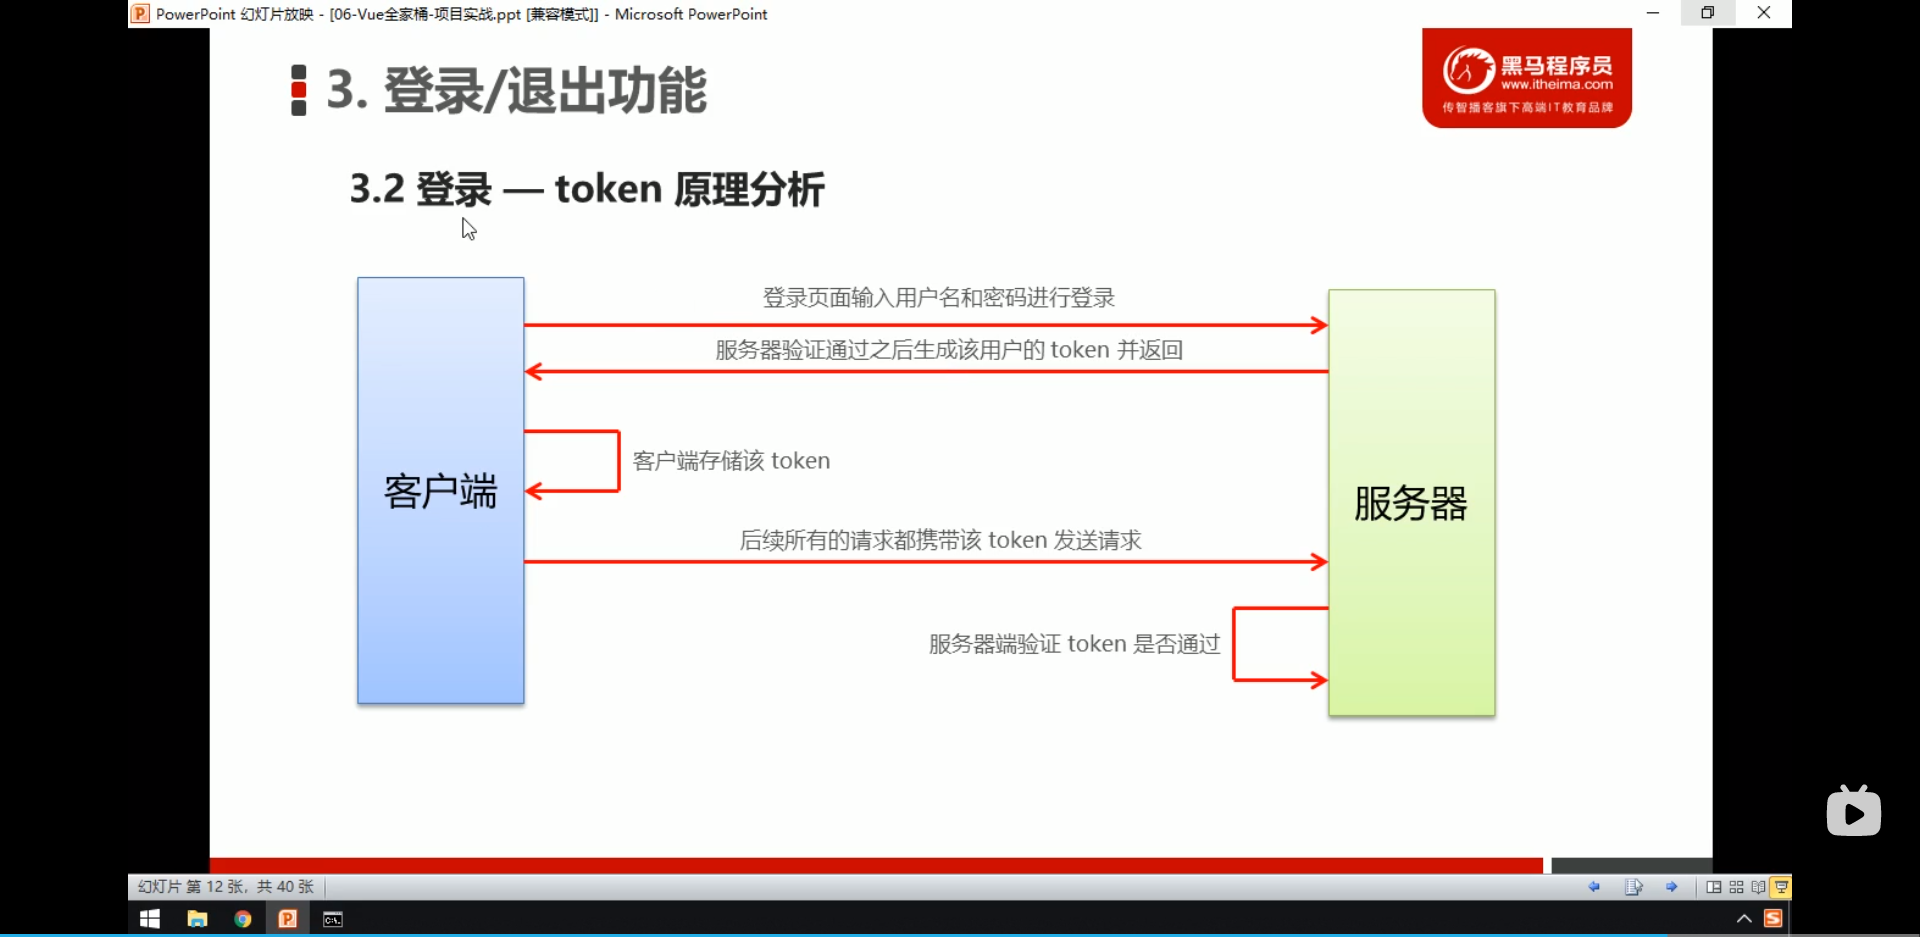 PowerPoint 幻灯片放映 - [06-Vue全家桶-项目实战.ppt [兼容模式]] - Microsoft PowerPoint
3. 登录/退出功能
黑马程序员
www.itheima.com
传智播客旗下高端IT教育品牌
3.2 登录 — token 原理分析
登录页面输入用户名和密码进行登录
服务器验证通过之后生成该用户的 token 并返回
客户端存储该 token
客户端
服务器
后续所有的请求都携带该 token 发送请求
服务器端验证 token 是否通过
幻灯片 第 12 张，共 40 张